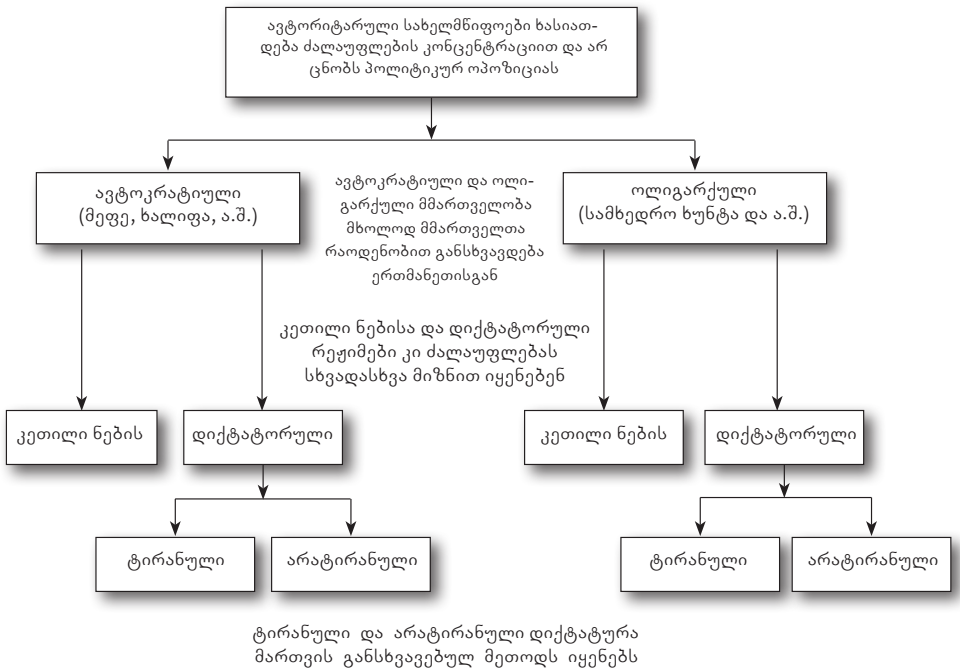 ავტორიტარული სახელმწიფოები ხასიათ-
დება ძალაუფლების კონცენტრაციით და არ
ცნობს პოლიტიკურ ოპოზიციას
ავტოკრატიული
(მეფე, ხალიფა, ა.შ.)
ავტოკრატიული და ოლი-
გარქული მმართველობა
მხოლოდ მმართველთა
რაოდენობით განსხვავდება
ერთმანეთისგან
ოლიგარქული
(სამხედრო ხუნტა და ა.შ.)
კეთილი ნებისა და დიქტატორული
რეჟიმები კი ძალაუფლებას
სხვადასხვა მიზნით იყენებენ
კეთილი ნების
დიქტატორული
კეთილი ნების
დიქტატორული
ტირანული
არატირანული
ტირანული
არატირანული
ტირანული და არატირანული დიქტატურა
მართვის განსხვავებულ მეთოდს იყენებს